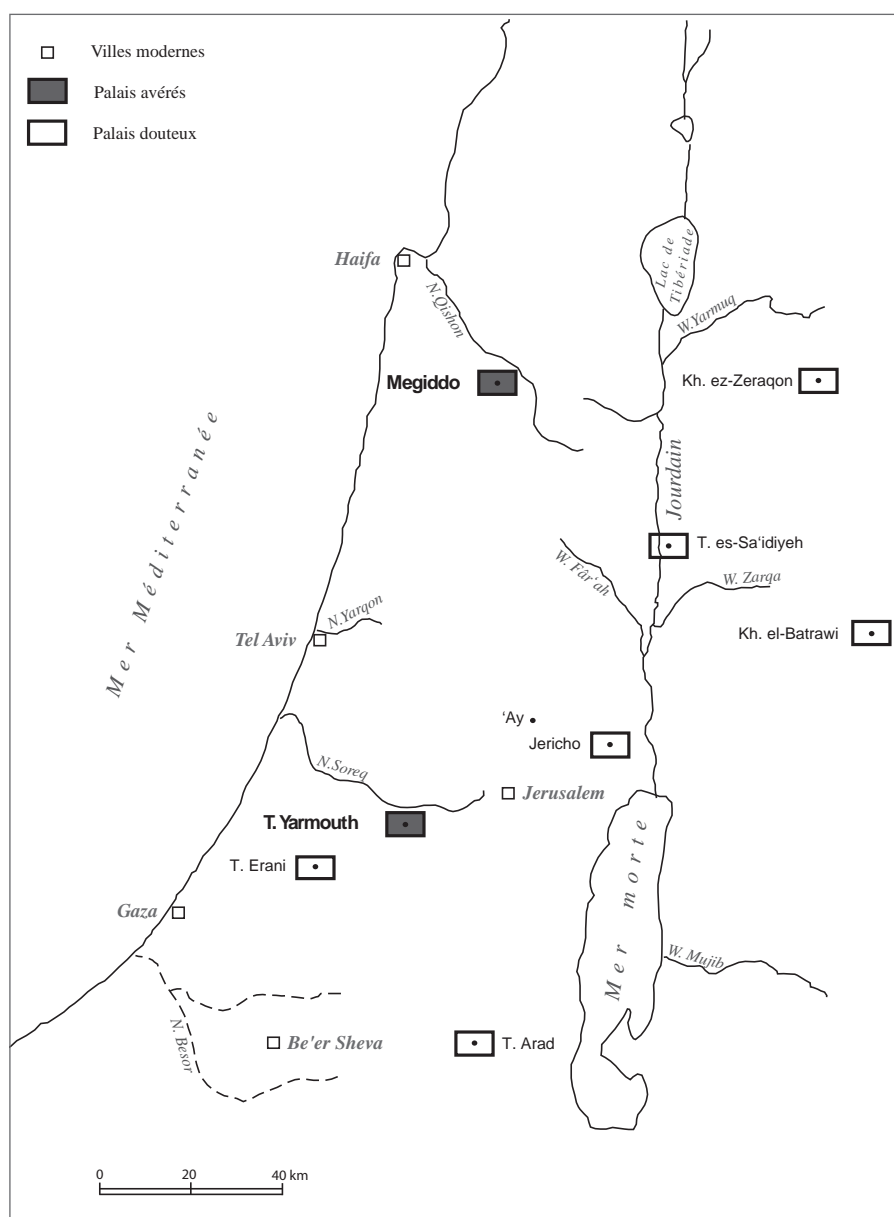 Villes modernes
Palais avérés
Palais douteux
Haifa
N.Qishon
Lac de
Tibériade
W.Yarmuq
Megiddo
Kh. ez-Zeraqon
Mer Méditerranée
Jourdain
T. es-Sa‘idiyeh
W. Fâr‘ah
W. Zarqa
N.Yarqon
Tel Aviv
Kh. el-Batrawi
‘Ay
Jericho
N.Soreq
Jerusalem
T. Yarmouth
T. Erani
Mer morte
Gaza
W. Mujib
N. Besor
Be'er Sheva
T. Arad
0 20 40 km